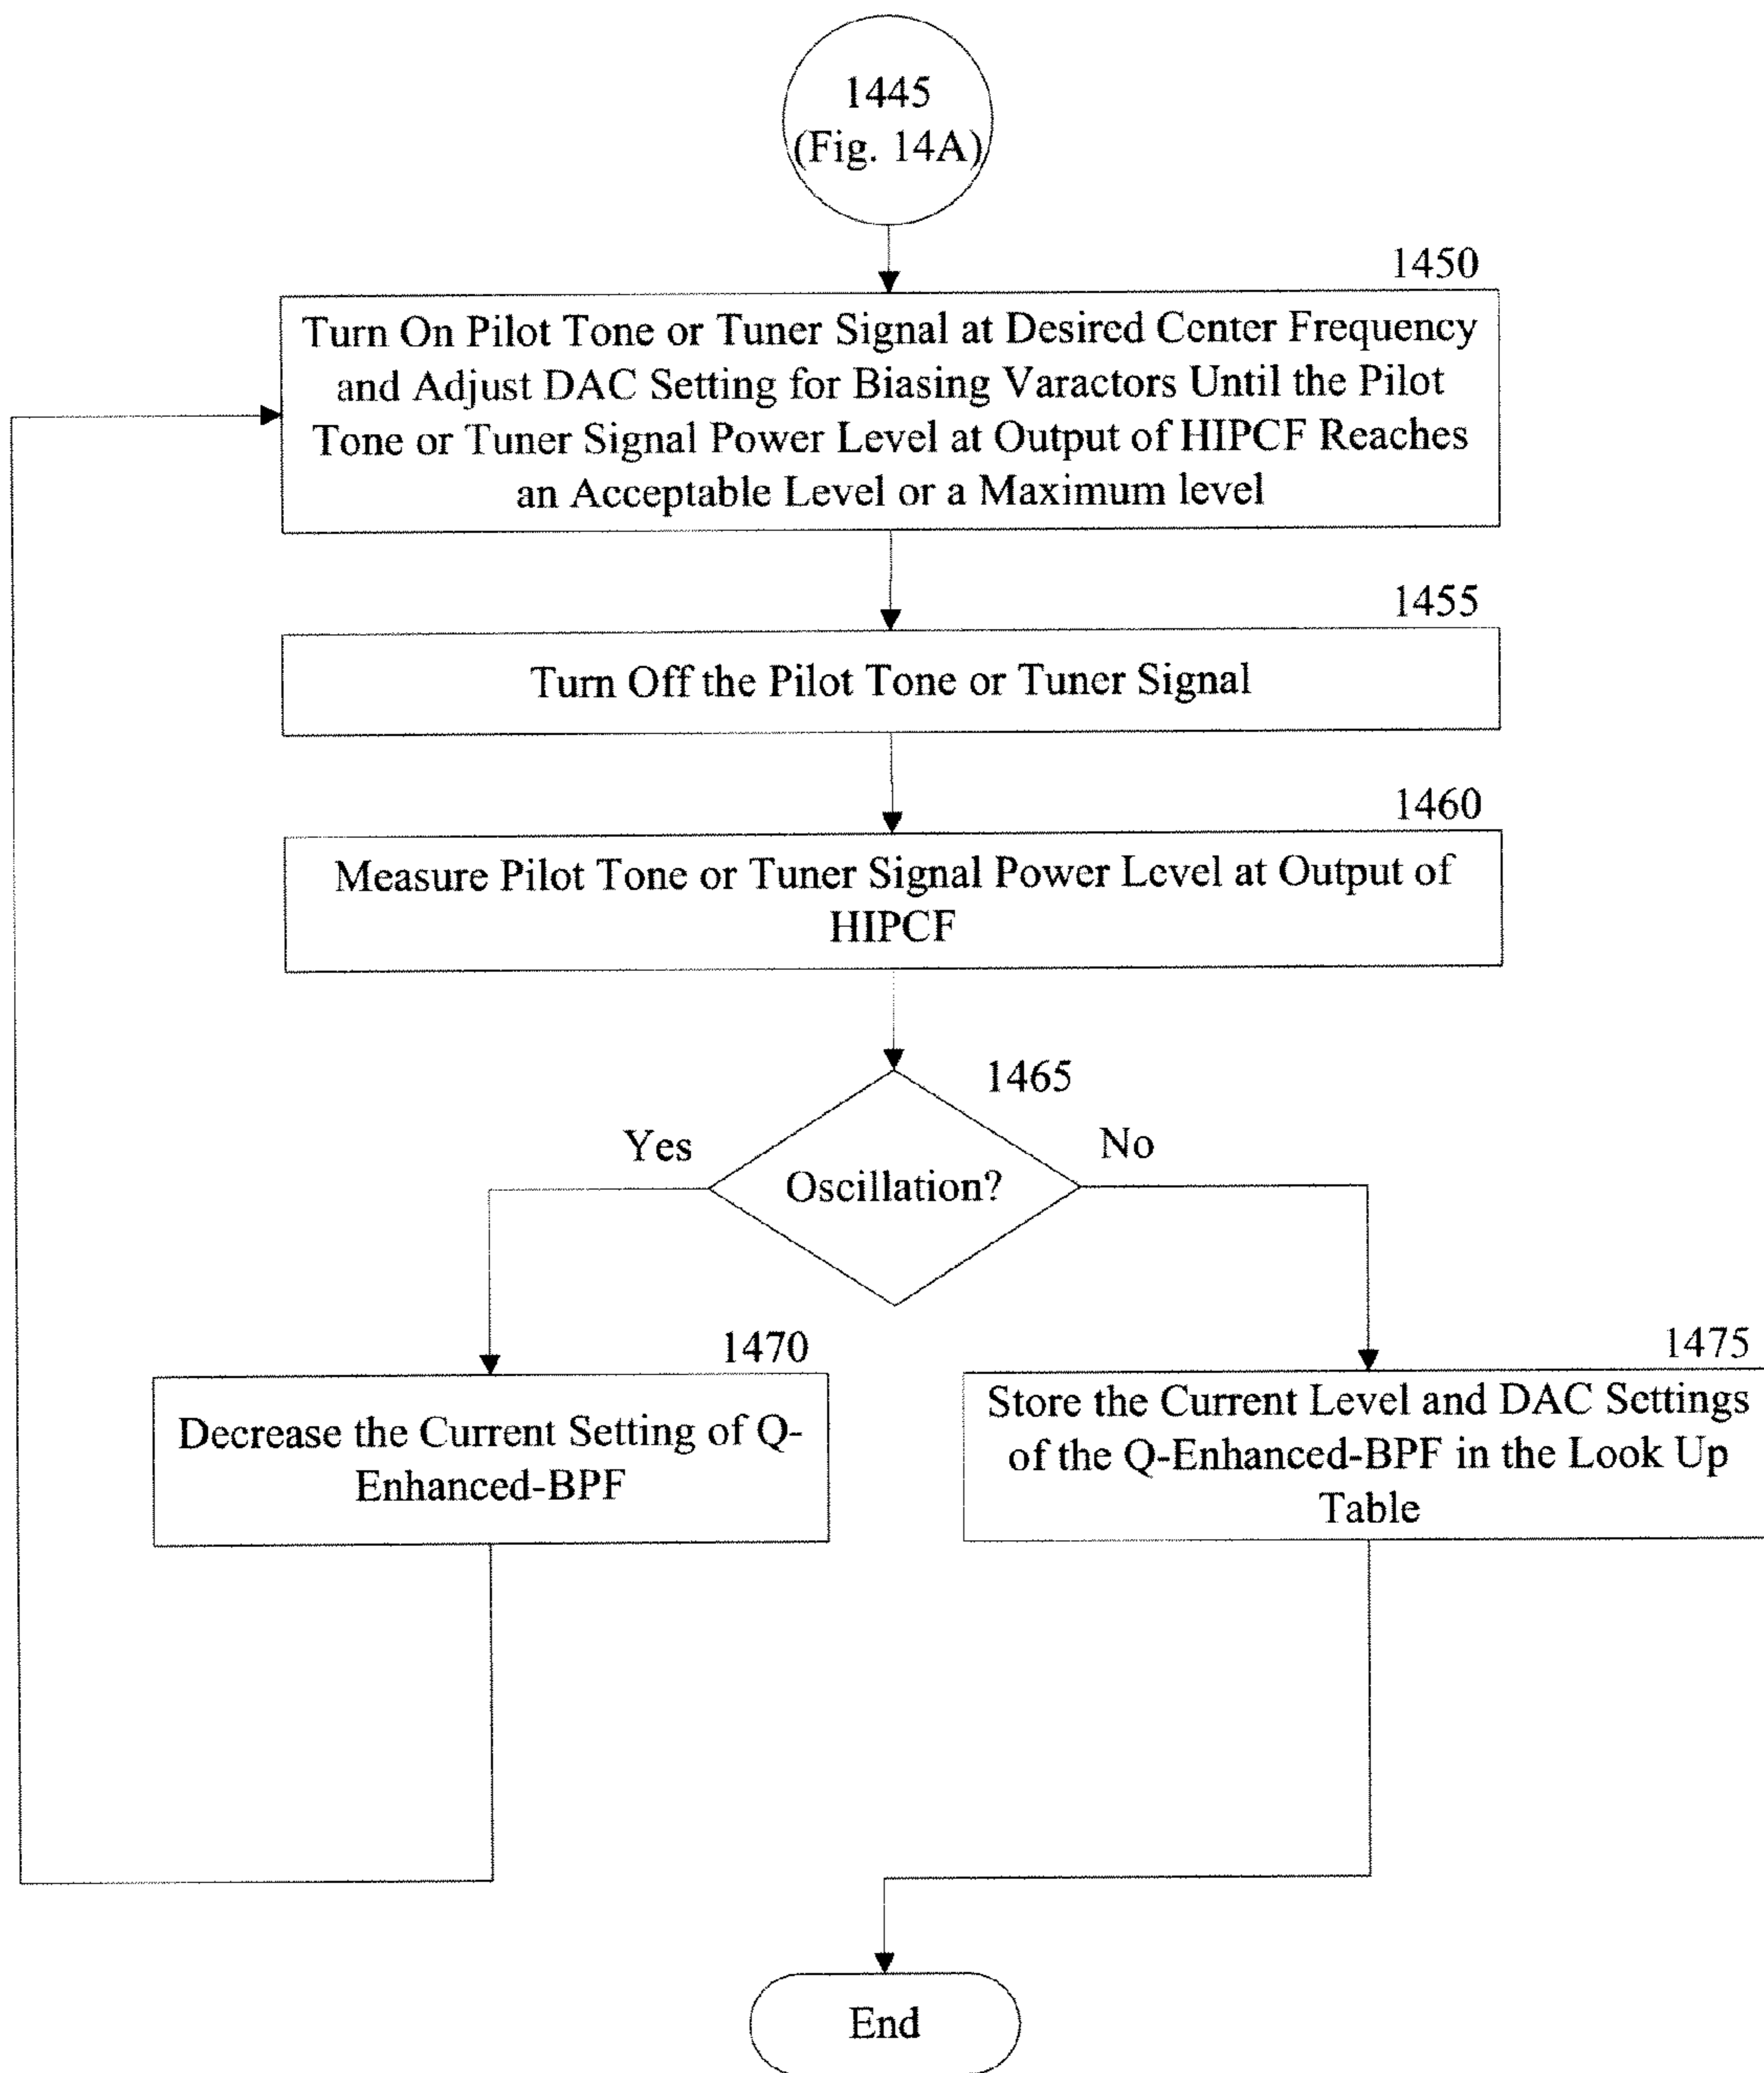 1445
(Fig. 14A)
1450
Turn On Pilot Tone or Tuner Signal at Desired Center Frequency
and Adjust DAC Setting for Biasing Varactors Until the Pilot
Tone or Tuner Signal Power Level at Output of HIPCF Reaches
an Acceptable Level or a Maximum level
1455
Turn Off the Pilot Tone or Tuner Signal
1460
Measure Pilot Tone or Tuner Signal Power Level at Output of
HIPCF
1465
Yes
No
Oscillation?
1470
Decrease the Current Setting of Q-
Enhanced-BPF
1475
Store the Current Level and DAC Settings
of the Q-Enhanced-BPF in the Look Up
Table
End